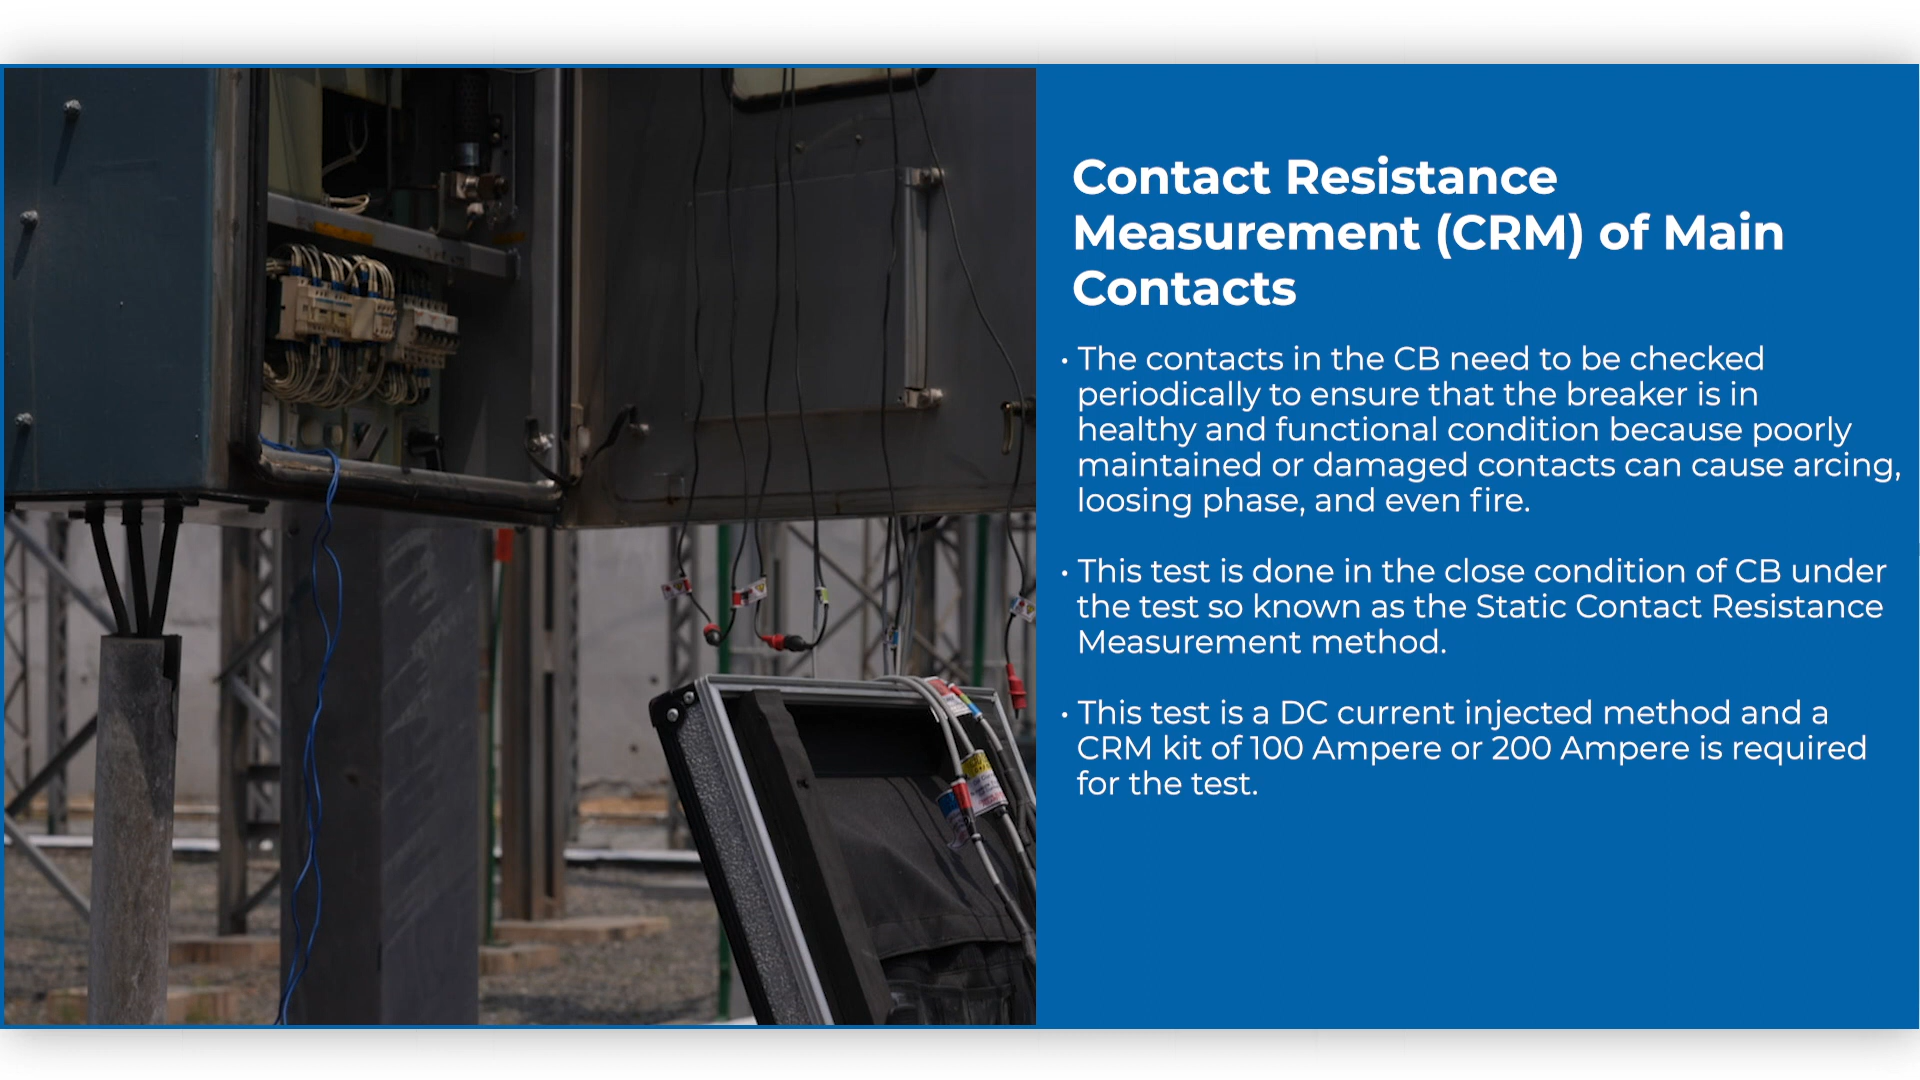 Contact Resistance
Measurement (CRM) of Main
Contacts
• The contacts in the CB need to be checked
periodically to ensure that the breaker is in
healthy and functional condition because poorly
maintained or damaged contacts can cause arcing,
loosing phase, and even fire.
• This test is done in the close condition of CB under
the test so known as the Static Contact Resistance
Measurement method.
• This test is a DC current injected method and a
CRM kit of 100 Ampere or 200 Ampere is required
for the test.